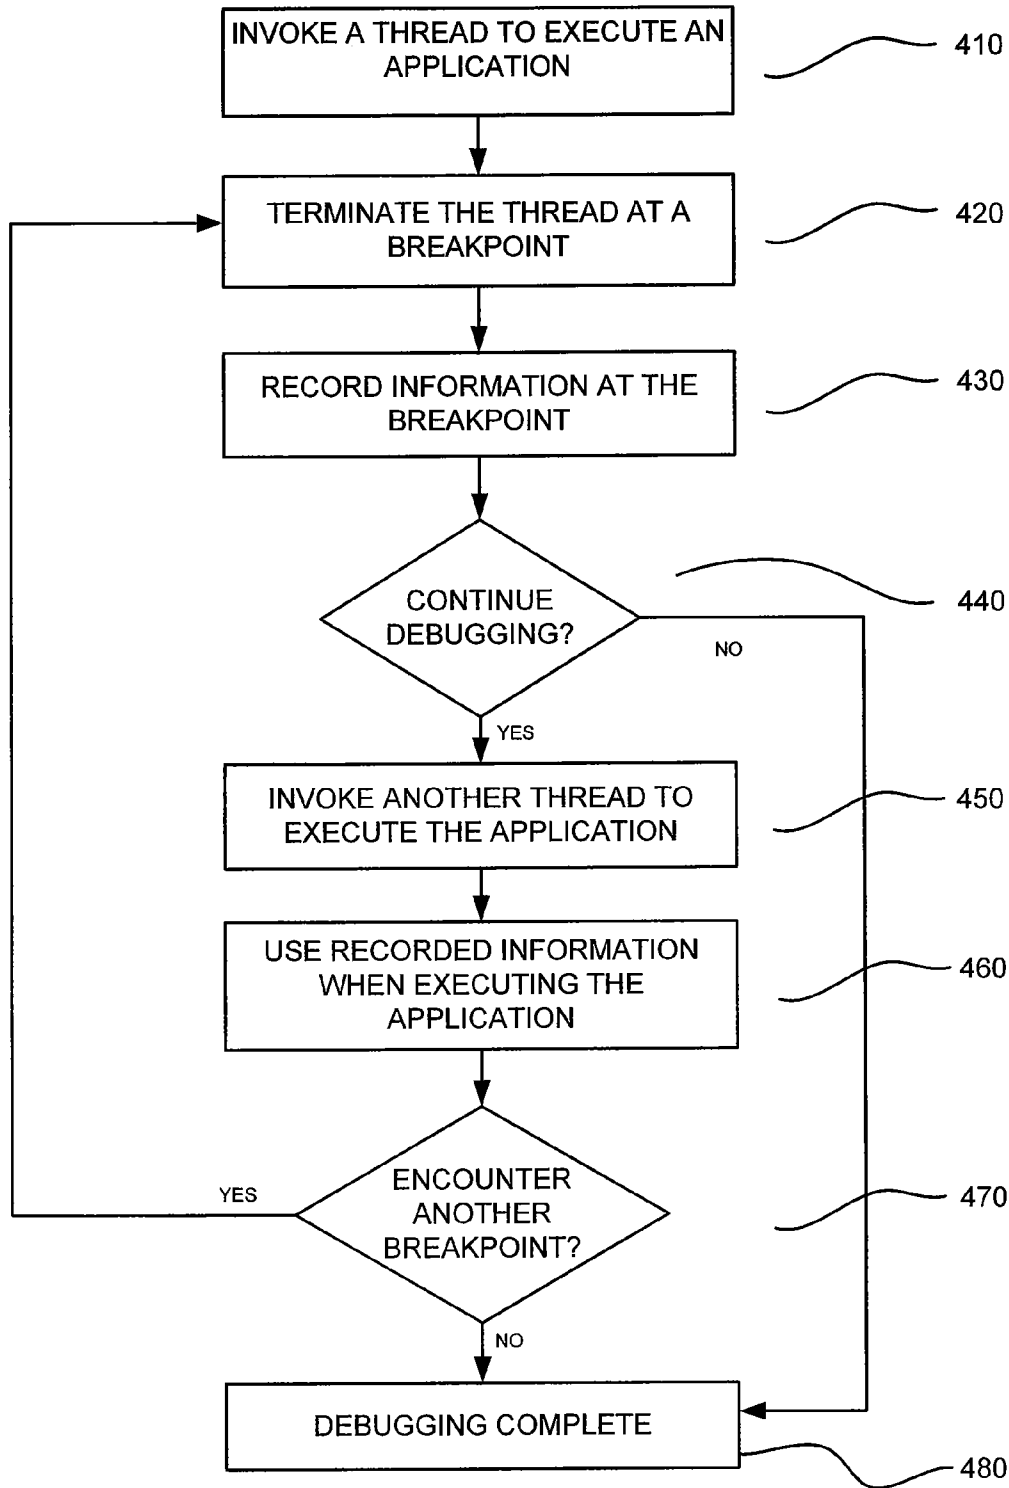 INVOKE A THREAD TO EXECUTE AN
APPLICATION
410
TERMINATE THE THREAD AT A
BREAKPOINT
420
RECORD INFORMATION AT THE
BREAKPOINT
430
CONTINUE
DEBUGGING?
440
NO
YES
INVOKE ANOTHER THREAD TO
EXECUTE THE APPLICATION
450
USE RECORDED INFORMATION
WHEN EXECUTING THE
APPLICATION
460
ENCOUNTER
ANOTHER
BREAKPOINT?
470
YES
NO
DEBUGGING COMPLETE
480